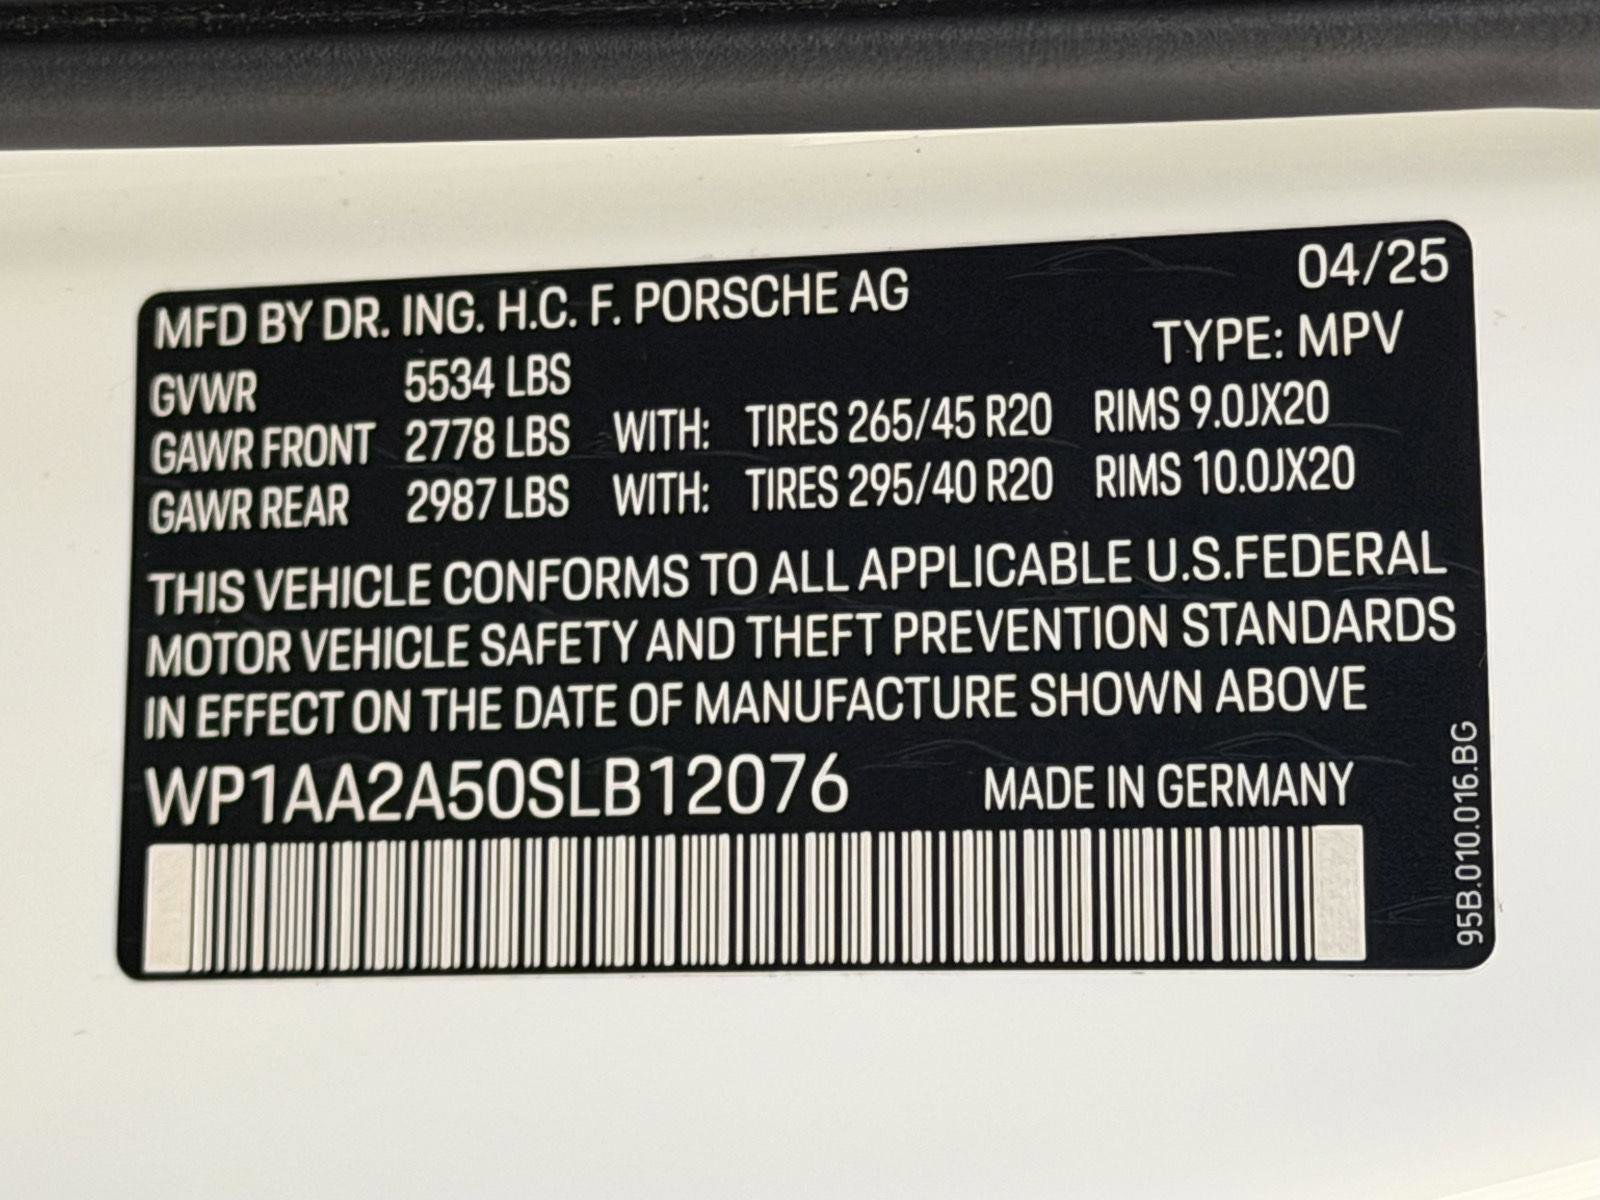 MFD BY DR. ING. H.C. F. PORSCHE AG 04/25
TYPE: MPV
GVWR 5534 LBS
GAWR FRONT 2778 LBS WITH: TIRES 265/45 R20 RIMS 9.0JX20
GAWR REAR 2987 LBS WITH: TIRES 295/40 R20 RIMS 10.0JX20
THIS VEHICLE CONFORMS TO ALL APPLICABLE U.S.FEDERAL
MOTOR VEHICLE SAFETY AND THEFT PREVENTION STANDARDS
IN EFFECT ON THE DATE OF MANUFACTURE SHOWN ABOVE
WP1AA2A50SLB12076 MADE IN GERMANY
95B.010.016.BG